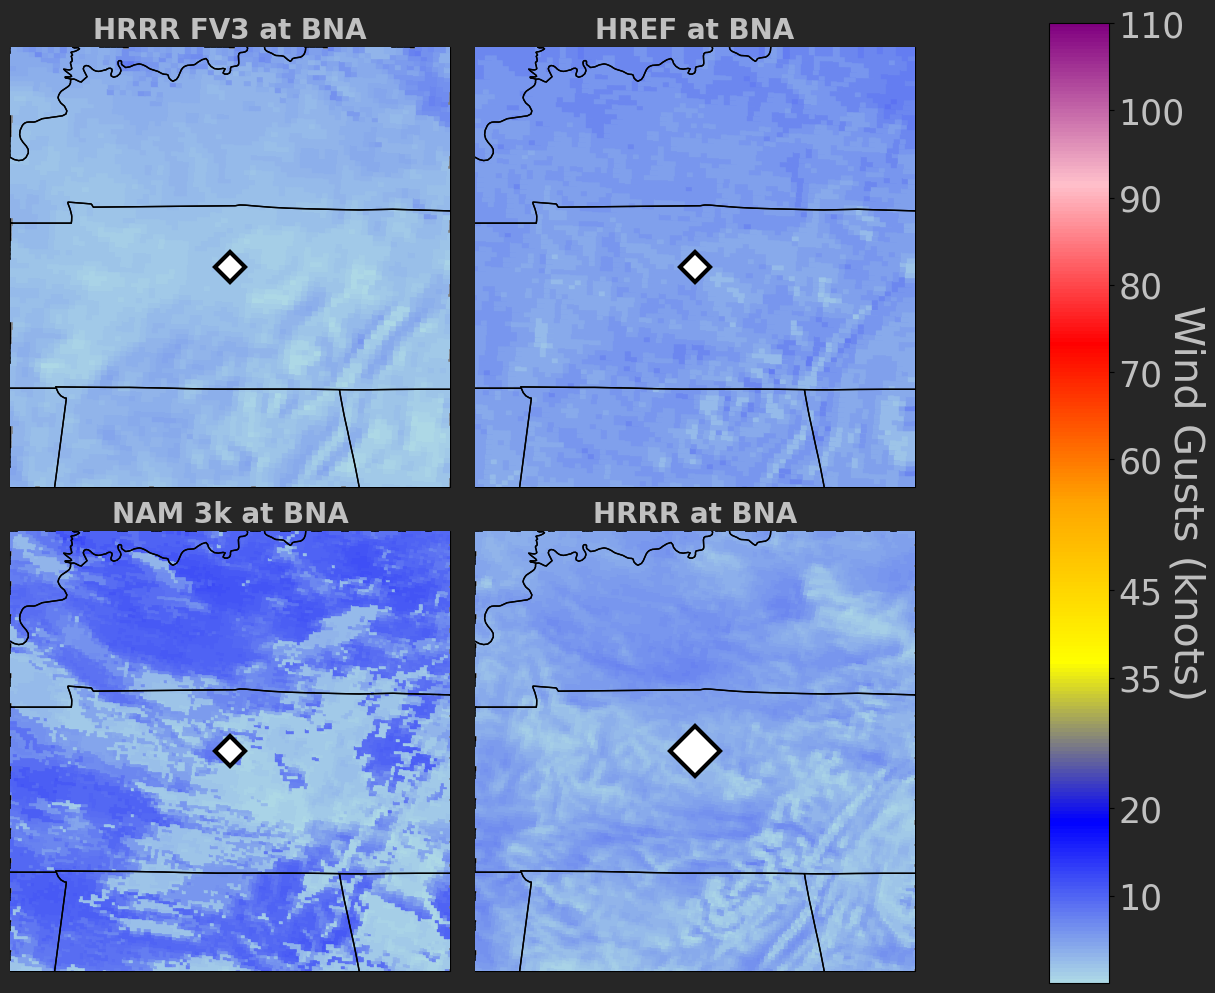 HRRR FV3 at BNA
HREF at BNA
NAM 3k at BNA
HRRR at BNA
110
100
90
80
70
60
45
35
20
10
Wind Gusts (knots)